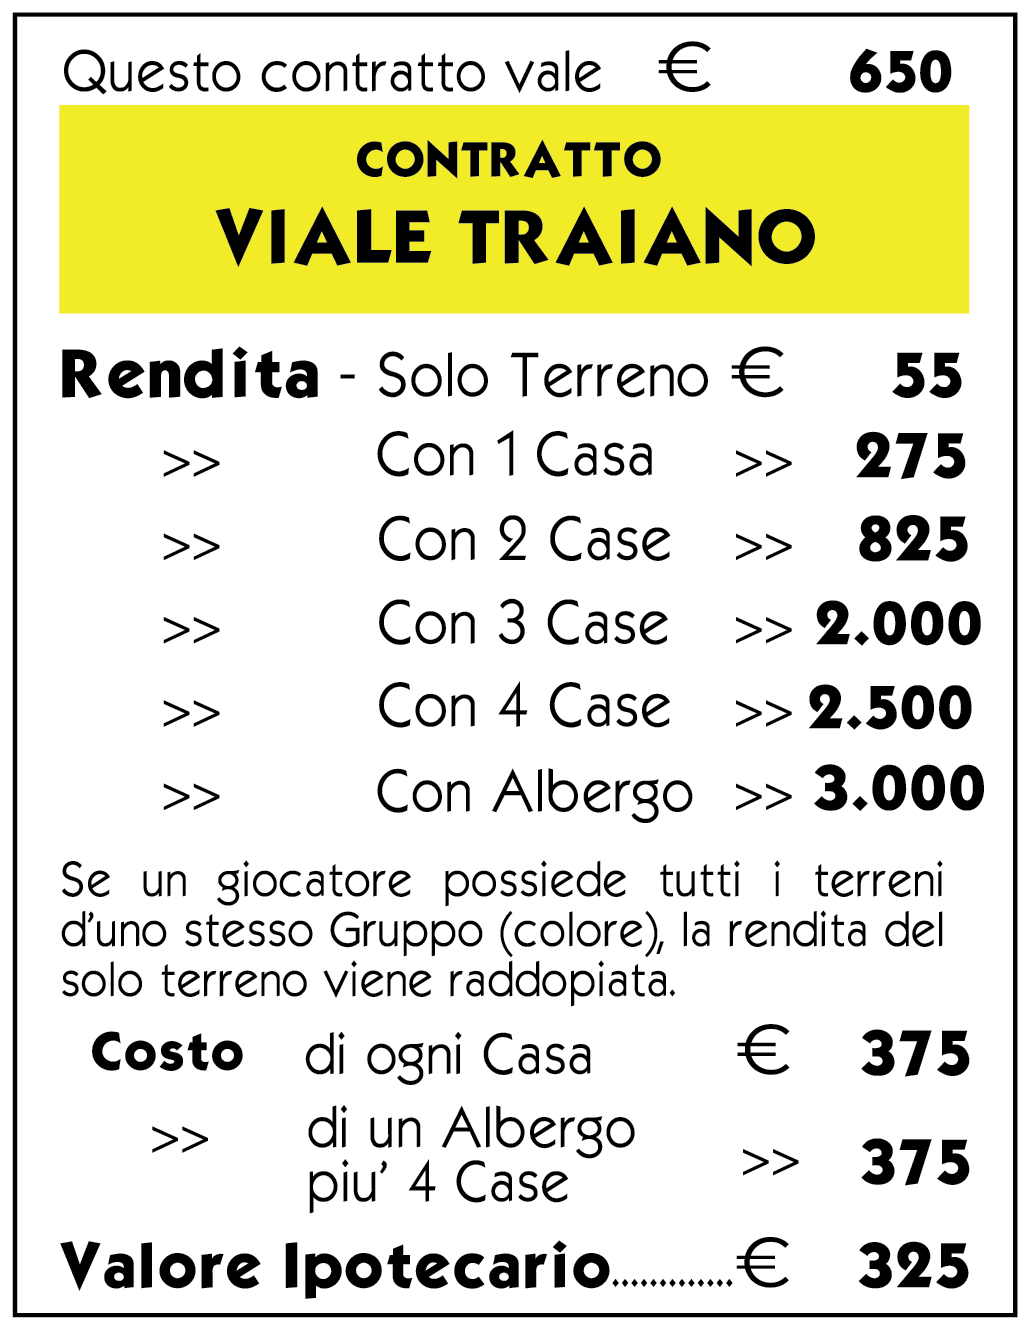 Questo contratto vale € 650
CONTRATTO
VIALE TRAIANO
Rendita - Solo Terreno € 55
>> Con 1 Casa >> 275
>> Con 2 Case >> 825
>> Con 3 Case >> 2.000
>> Con 4 Case >> 2.500
>> Con Albergo >> 3.000
Se un giocatore possiede tutti i terreni
d'uno stesso Gruppo (colore), la rendita del
solo terreno viene raddopiata.
Costo di ogni Casa € 375
>> di un Albergo
piu' 4 Case >> 375
Valore Ipotecario.............€ 325